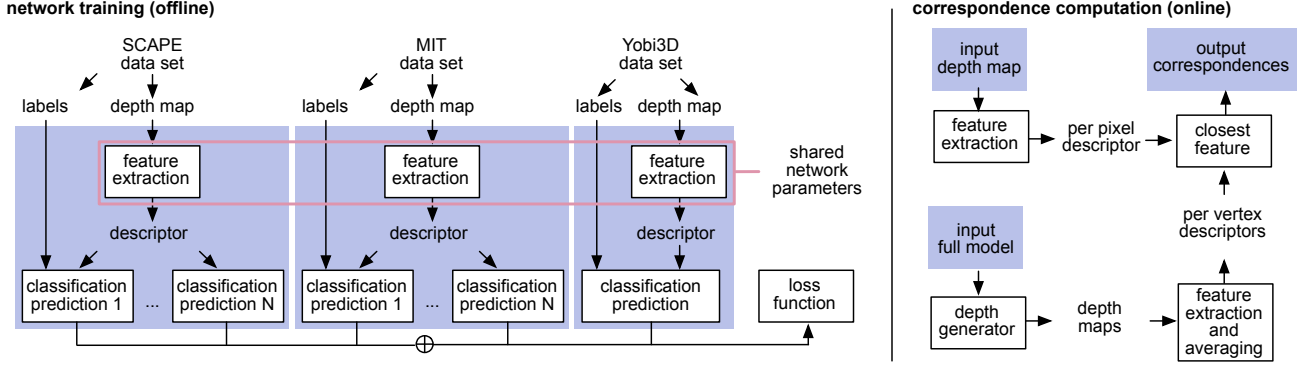 network training (offline)
SCAPE
data set
MIT
data set
Yobi3D
data set
labels
depth map
labels
depth map
labels
depth map
feature
extraction
feature
extraction
feature
extraction
shared
network
parameters
descriptor
descriptor
descriptor
classification
prediction 1
...
classification
prediction N
classification
prediction 1
...
classification
prediction N
classification
prediction
loss
function
correspondence computation (online)
input
depth map
output
correspondences
feature
extraction
per pixel
descriptor
closest
feature
input
full model
per vertex
descriptors
depth
generator
depth
maps
feature
extraction
and
averaging